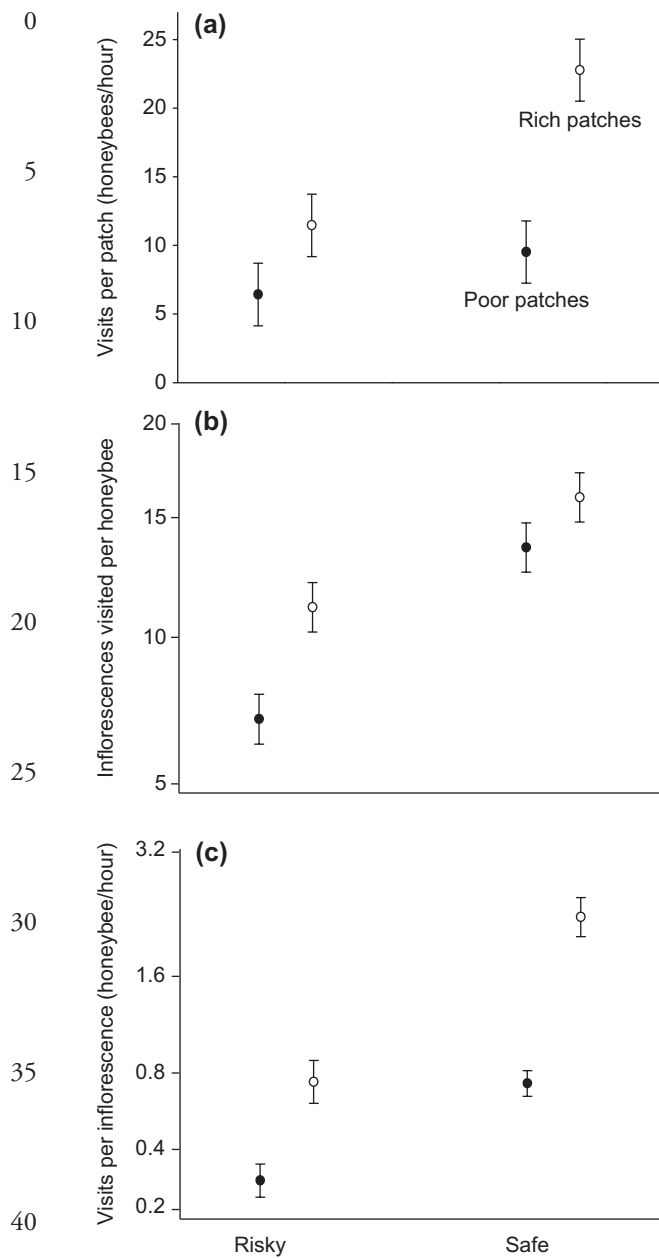 0
(a)
25
20
15
10
5
0
Visits per patch (honeybees/hour)
Rich patches
Poor patches
5
10
(b)
20
15
10
5
Inflorescences visited per honeybee
15
20
25
(c)
3.2
1.6
0.8
0.4
0.2
Visits per inflorescence (honeybee/hour)
30
35
40
Risky
Safe